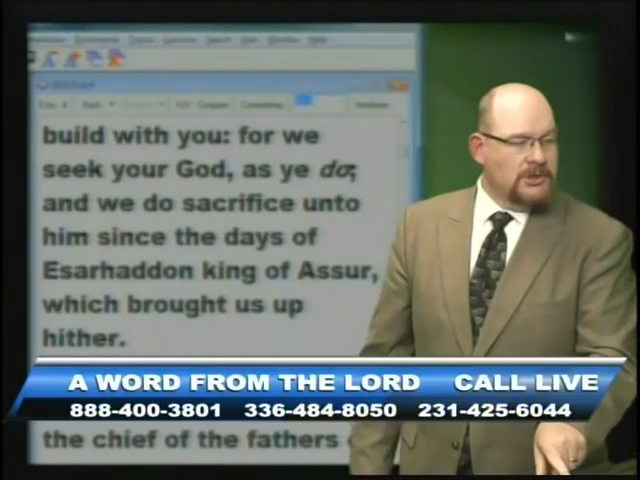 build with you: for we
seek your God, as ye do;
and we do sacrifice unto
him since the days of
Esarhaddon king of Assur,
which brought us up
hither.
A WORD FROM THE LORD CALL LIVE
888-400-3801 336-484-8050 231-425-6044
the chief of the fathers